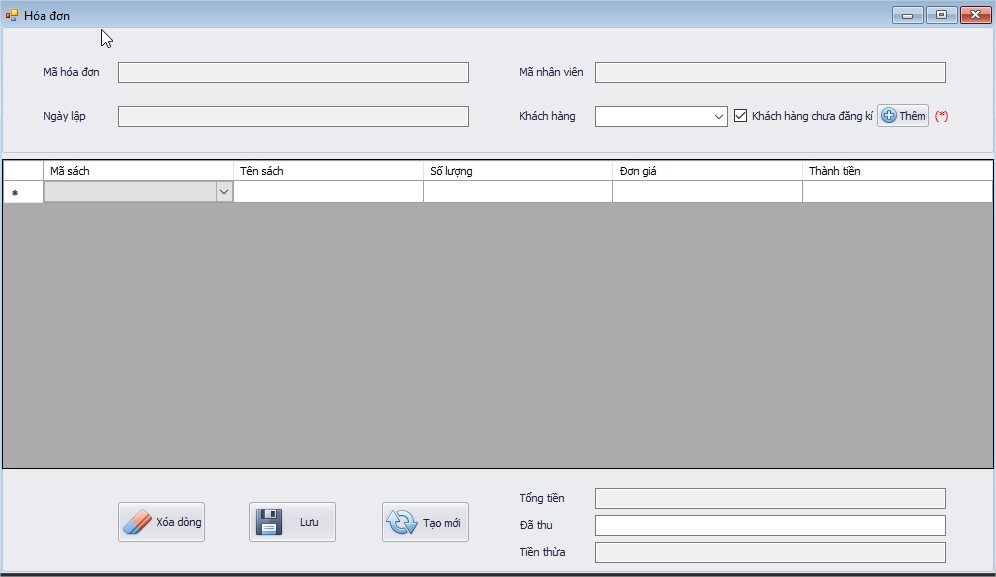 Hóa đơn
Mã hóa đơn
Mã nhân viên
Ngày lập
Khách hàng
Khách hàng chưa đăng kí
Thêm
(*)
Mã sách Tên sách Số lượng Đơn giá Thành tiền
Xóa dòng
Lưu
Tạo mới
Tổng tiền
Đã thu
Tiền thừa